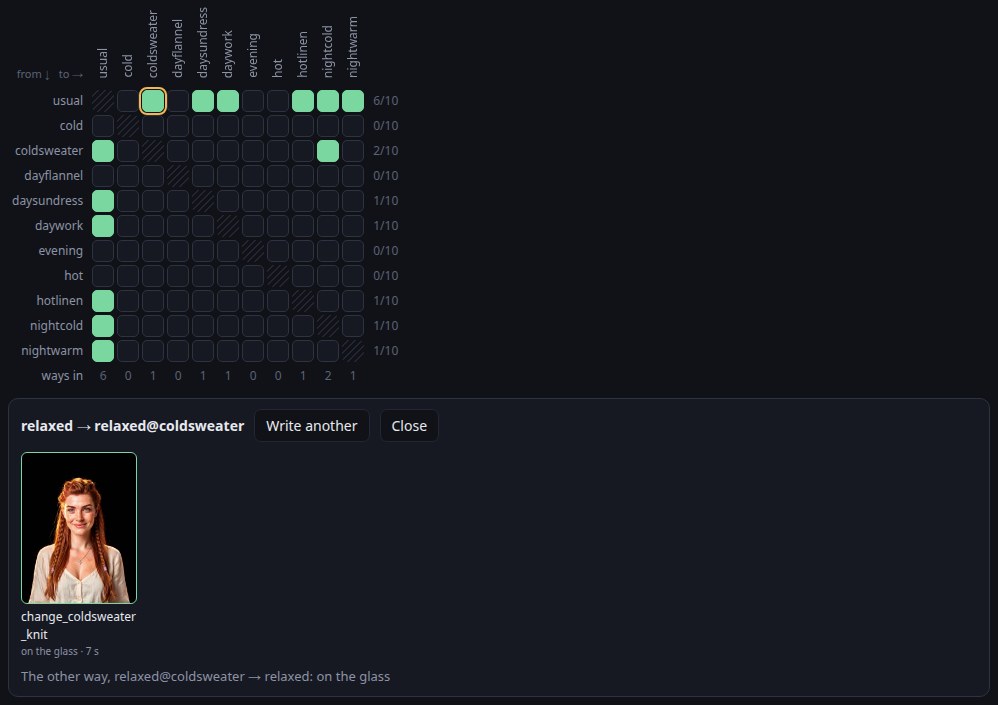 usual cold coldsweater dayflannel daysundress daywork evening hot hotlinen nightcold nightwarm
from ↓ to →
usual 6/10
cold 0/10
coldsweater 2/10
dayflannel 0/10
daysundress 1/10
daywork 1/10
evening 0/10
hot 0/10
hotlinen 1/10
nightcold 1/10
nightwarm 1/10
ways in 6 0 1 0 1 1 0 0 1 2 1
relaxed → relaxed@coldsweater Write another Close
change_coldsweater
_knit
on the glass · 7 s
The other way, relaxed@coldsweater → relaxed: on the glass